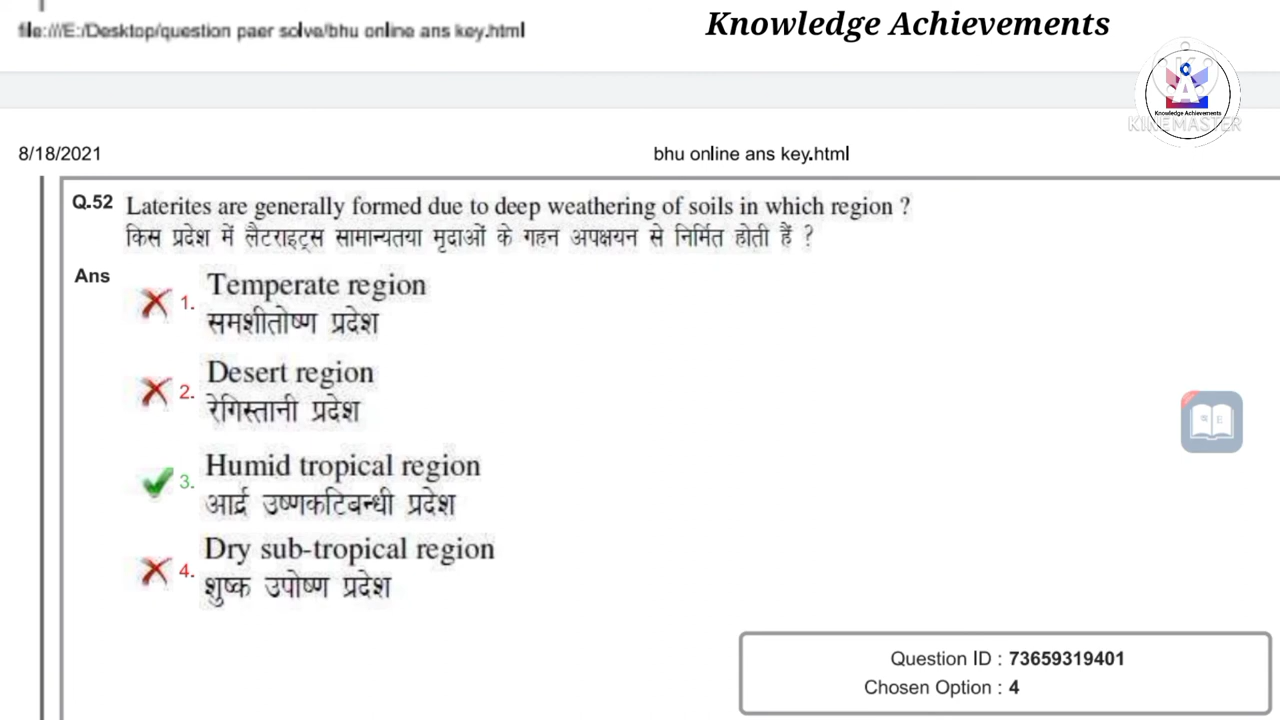 file:///E:/Desktop/question paer solve/bhu online ans key.html
Knowledge Achievements
K
A
Knowledge Achievements
KINEMASTER
8/18/2021
bhu online ans key.html
Q.52 Laterites are generally formed due to deep weathering of soils in which region ?
किस प्रदेश में लैटराइट्स सामान्यतया मृदाओं के गहन अपक्षयन से निर्मित होती हैं ?
Ans
1. Temperate region
समशीतोष्ण प्रदेश
2. Desert region
रेगिस्तानी प्रदेश
3. Humid tropical region
आर्द्र उष्णकटिबन्धी प्रदेश
4. Dry sub-tropical region
शुष्क उपोष्ण प्रदेश
Question ID : 73659319401
Chosen Option : 4